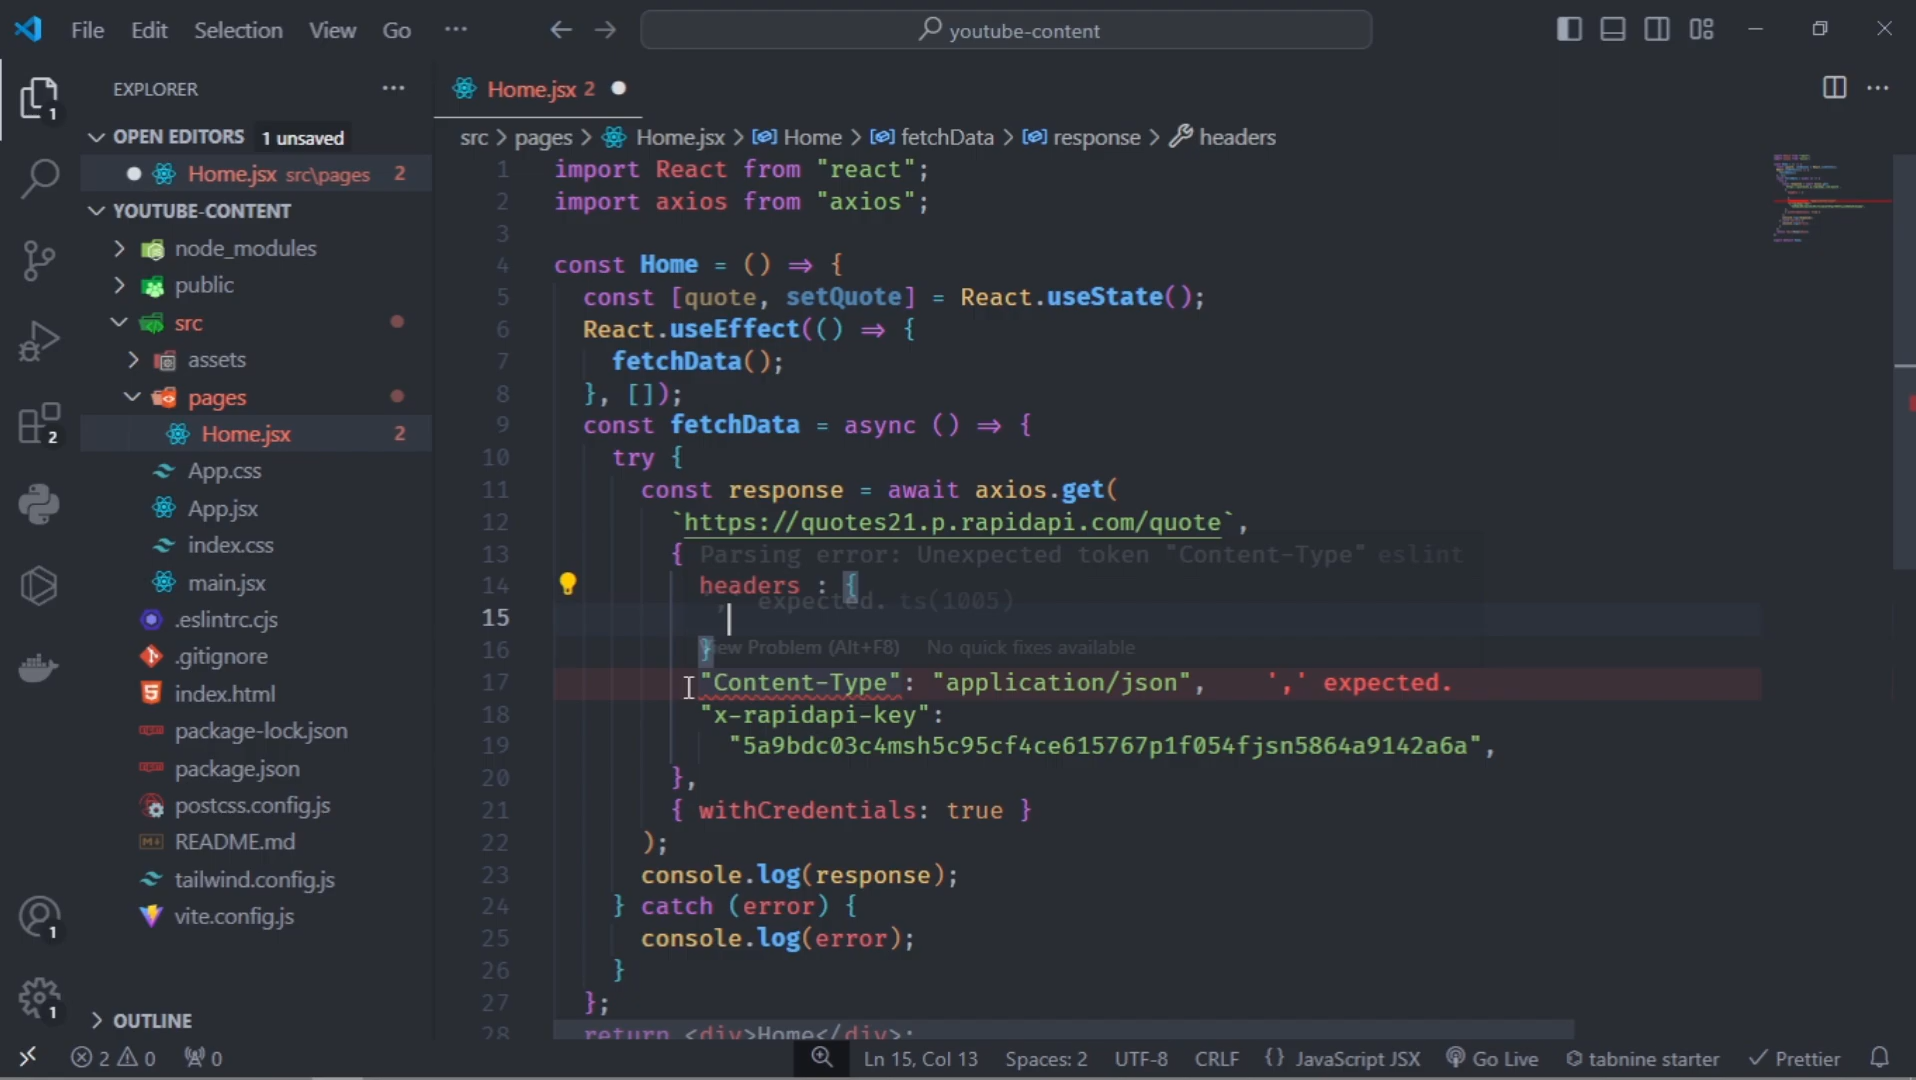 File Edit Selection View Go ··· youtube-content
EXPLORER ···
OPEN EDITORS 1 unsaved
Home.jsx src\pages 2
YOUTUBE-CONTENT
node_modules
public
src
assets
pages
Home.jsx 2
App.css
App.jsx
index.css
main.jsx
.eslintrc.cjs
.gitignore
index.html
package-lock.json
package.json
postcss.config.js
README.md
tailwind.config.js
vite.config.js
OUTLINE
1
2
1
1
Home.jsx 2
src > pages > Home.jsx > Home > fetchData > response > headers
1 import React from "react";
2 import axios from "axios";
3
4 const Home = () ⇒ {
5 const [quote, setQuote] = React.useState();
6 React.useEffect(() ⇒ {
7 fetchData();
8 }, []);
9 const fetchData = async () ⇒ {
10 try {
11 const response = await axios.get(
12 `https://quotes21.p.rapidapi.com/quote`,
13 { Parsing error: Unexpected token "Content-Type" eslint
14 headers : {
',' expected. ts(1005)
15
16 } View Problem (Alt+F8) No quick fixes available
17 "Content-Type": "application/json", ',' expected.
18 "x-rapidapi-key":
19 "5a9bdc03c4msh5c95cf4ce615767p1f054fjsn5864a9142a6a",
20 },
21 { withCredentials: true }
22 );
23 console.log(response);
24 } catch (error) {
25 console.log(error);
26 }
27 };
28 return <div>Home</div>;
2 0 0 Ln 15, Col 13 Spaces: 2 UTF-8 CRLF {} JavaScript JSX Go Live tabnine starter Prettier